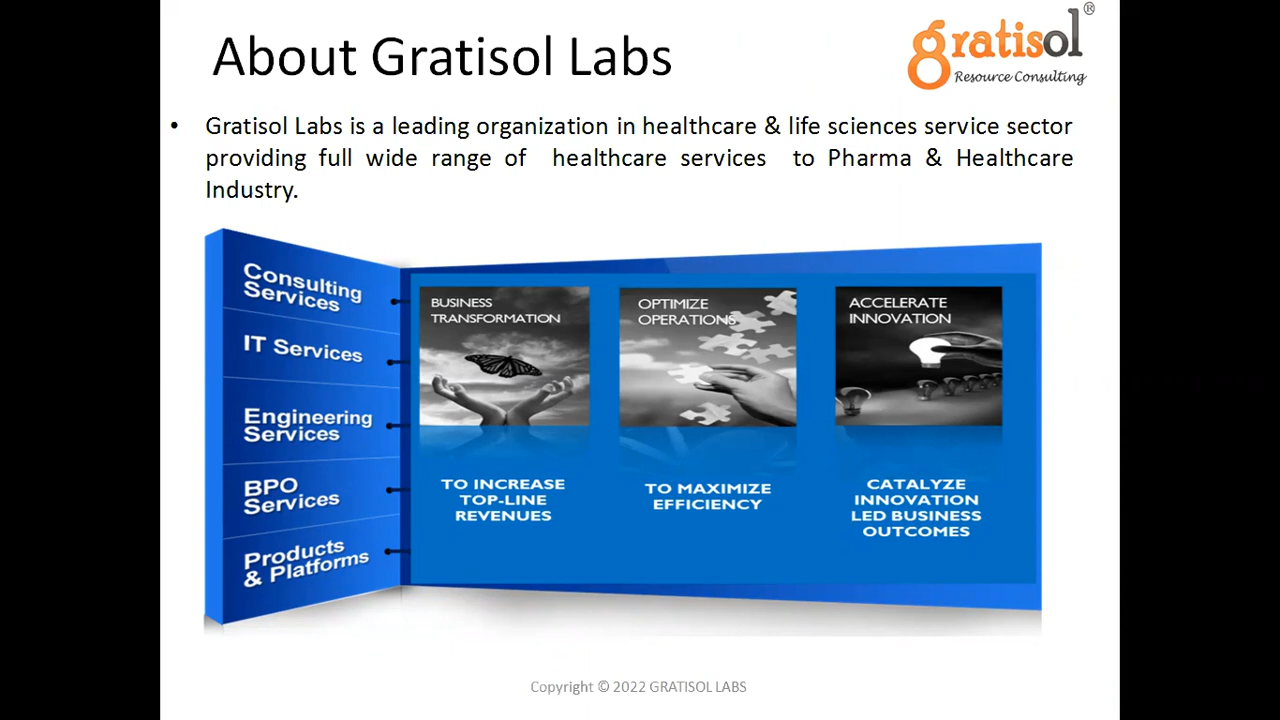 About Gratisol Labs
gratisol®
Resource Consulting
• Gratisol Labs is a leading organization in healthcare & life sciences service sector
providing full wide range of healthcare services to Pharma & Healthcare
Industry.
Consulting
Services
IT Services
Engineering
Services
BPO
Services
Products
& Platforms
BUSINESS
TRANSFORMATION
TO INCREASE
TOP-LINE
REVENUES
OPTIMIZE
OPERATIONS
TO MAXIMIZE
EFFICIENCY
ACCELERATE
INNOVATION
CATALYZE
INNOVATION
LED BUSINESS
OUTCOMES
Copyright © 2022 GRATISOL LABS